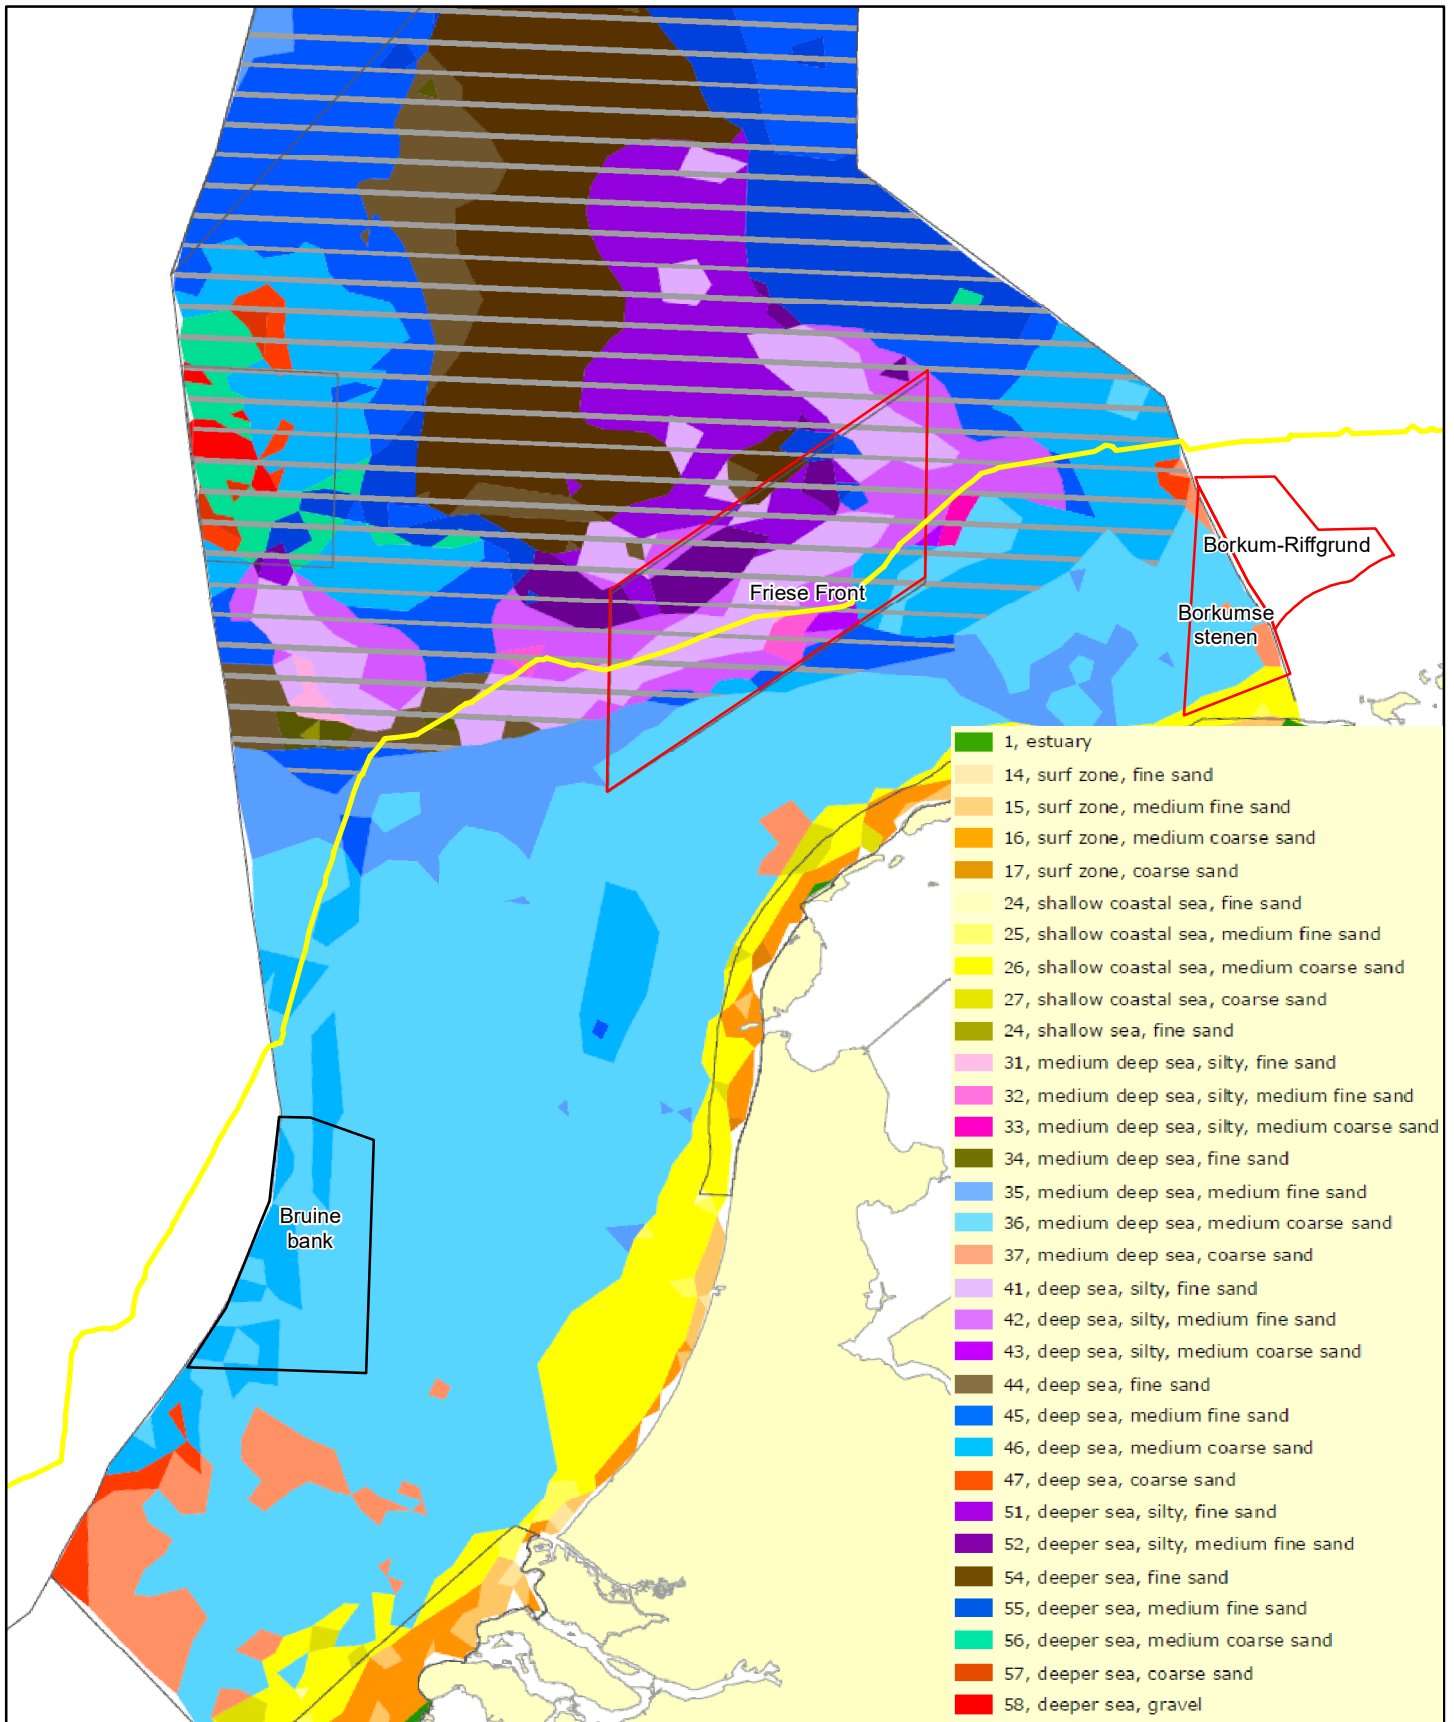 Borkum-Riffgrund
Friese Front
Borkumse
stenen
Bruine
bank
1, estuary
14, surf zone, fine sand
15, surf zone, medium fine sand
16, surf zone, medium coarse sand
17, surf zone, coarse sand
24, shallow coastal sea, fine sand
25, shallow coastal sea, medium fine sand
26, shallow coastal sea, medium coarse sand
27, shallow coastal sea, coarse sand
24, shallow sea, fine sand
31, medium deep sea, silty, fine sand
32, medium deep sea, silty, medium fine sand
33, medium deep sea, silty, medium coarse sand
34, medium deep sea, fine sand
35, medium deep sea, medium fine sand
36, medium deep sea, medium coarse sand
37, medium deep sea, coarse sand
41, deep sea, silty, fine sand
42, deep sea, silty, medium fine sand
43, deep sea, silty, medium coarse sand
44, deep sea, fine sand
45, deep sea, medium fine sand
46, deep sea, medium coarse sand
47, deep sea, coarse sand
51, deeper sea, silty, fine sand
52, deeper sea, silty, medium fine sand
54, deeper sea, fine sand
55, deeper sea, medium fine sand
56, deeper sea, medium coarse sand
57, deeper sea, coarse sand
58, deeper sea, gravel